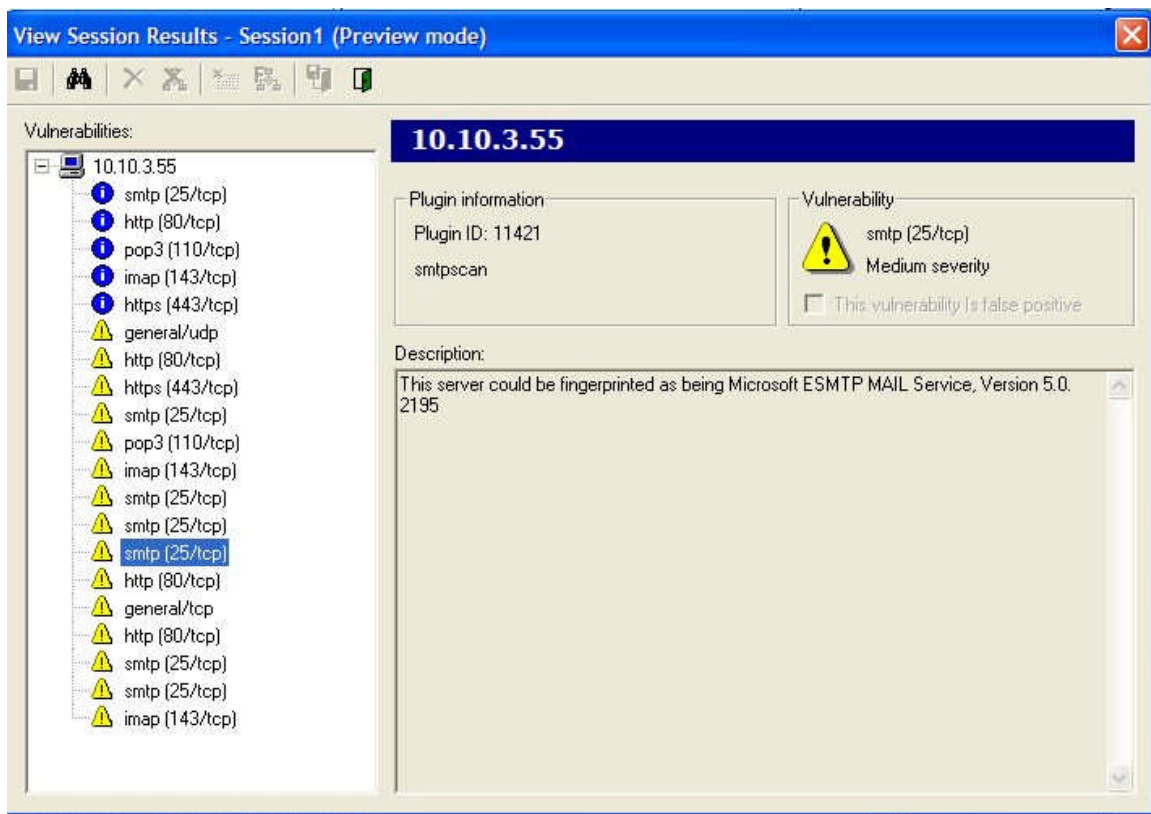 View Session Results - Session1 (Preview mode)
Vulnerabilities:
10.10.3.55
smtp (25/tcp)
http (80/tcp)
pop3 (110/tcp)
imap (143/tcp)
https (443/tcp)
general/udp
http (80/tcp)
https (443/tcp)
smtp (25/tcp)
pop3 (110/tcp)
imap (143/tcp)
smtp (25/tcp)
smtp (25/tcp)
smtp (25/tcp)
http (80/tcp)
general/tcp
http (80/tcp)
smtp (25/tcp)
smtp (25/tcp)
imap (143/tcp)
10.10.3.55
Plugin information
Plugin ID: 11421
smtpscan
Vulnerability
smtp (25/tcp)
Medium severity
This vulnerability Is false positive
Description:
This server could be fingerprinted as being Microsoft ESMTP MAIL Service, Version 5.0.
2195